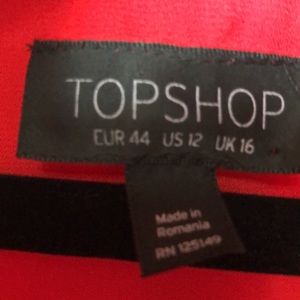 TOPSHOP
EUR 44 US 12 UK 16
Made in
Romania
RN 125149